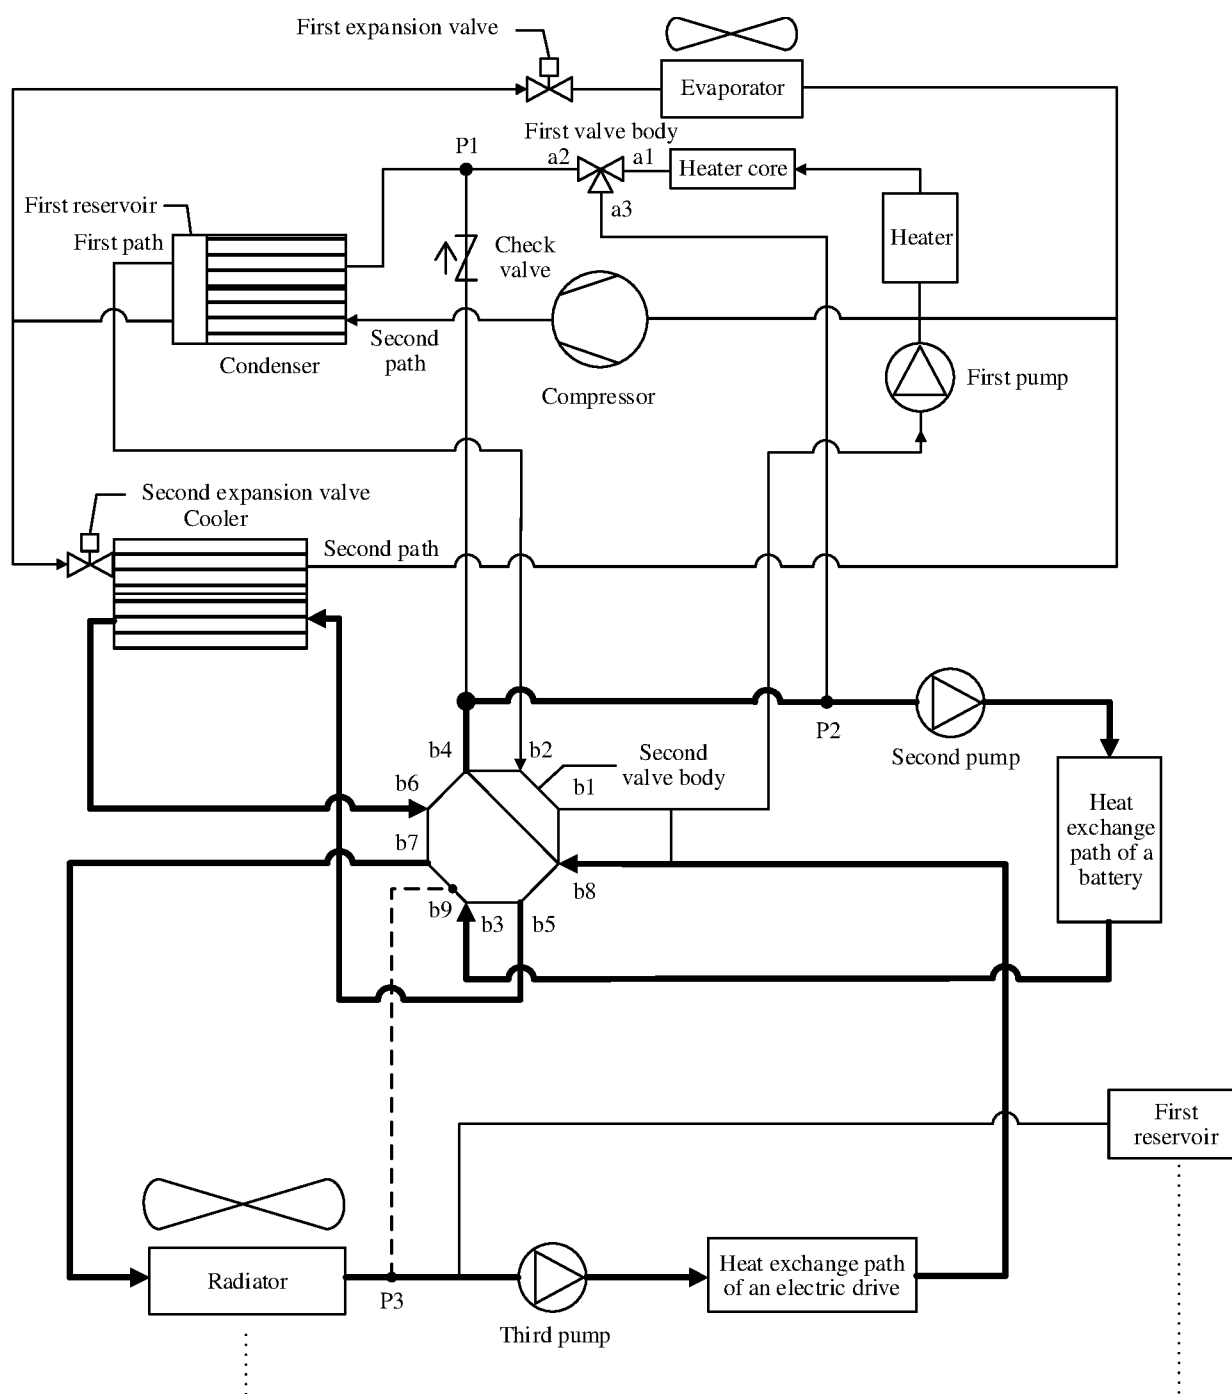 First expansion valve
Evaporator
First valve body
P1
a2
a1
Heater core
a3
First reservoir
First path
Check
valve
Heater
Second
path
Condenser
Compressor
First pump
Second expansion valve
Cooler
Second path
P2
Second pump
b4
b2
Second
valve body
b6
b1
b7
b8
b9
b3
b5
Heat
exchange
path of a
battery
First
reservoir
Radiator
P3
Third pump
Heat exchange path
of an electric drive